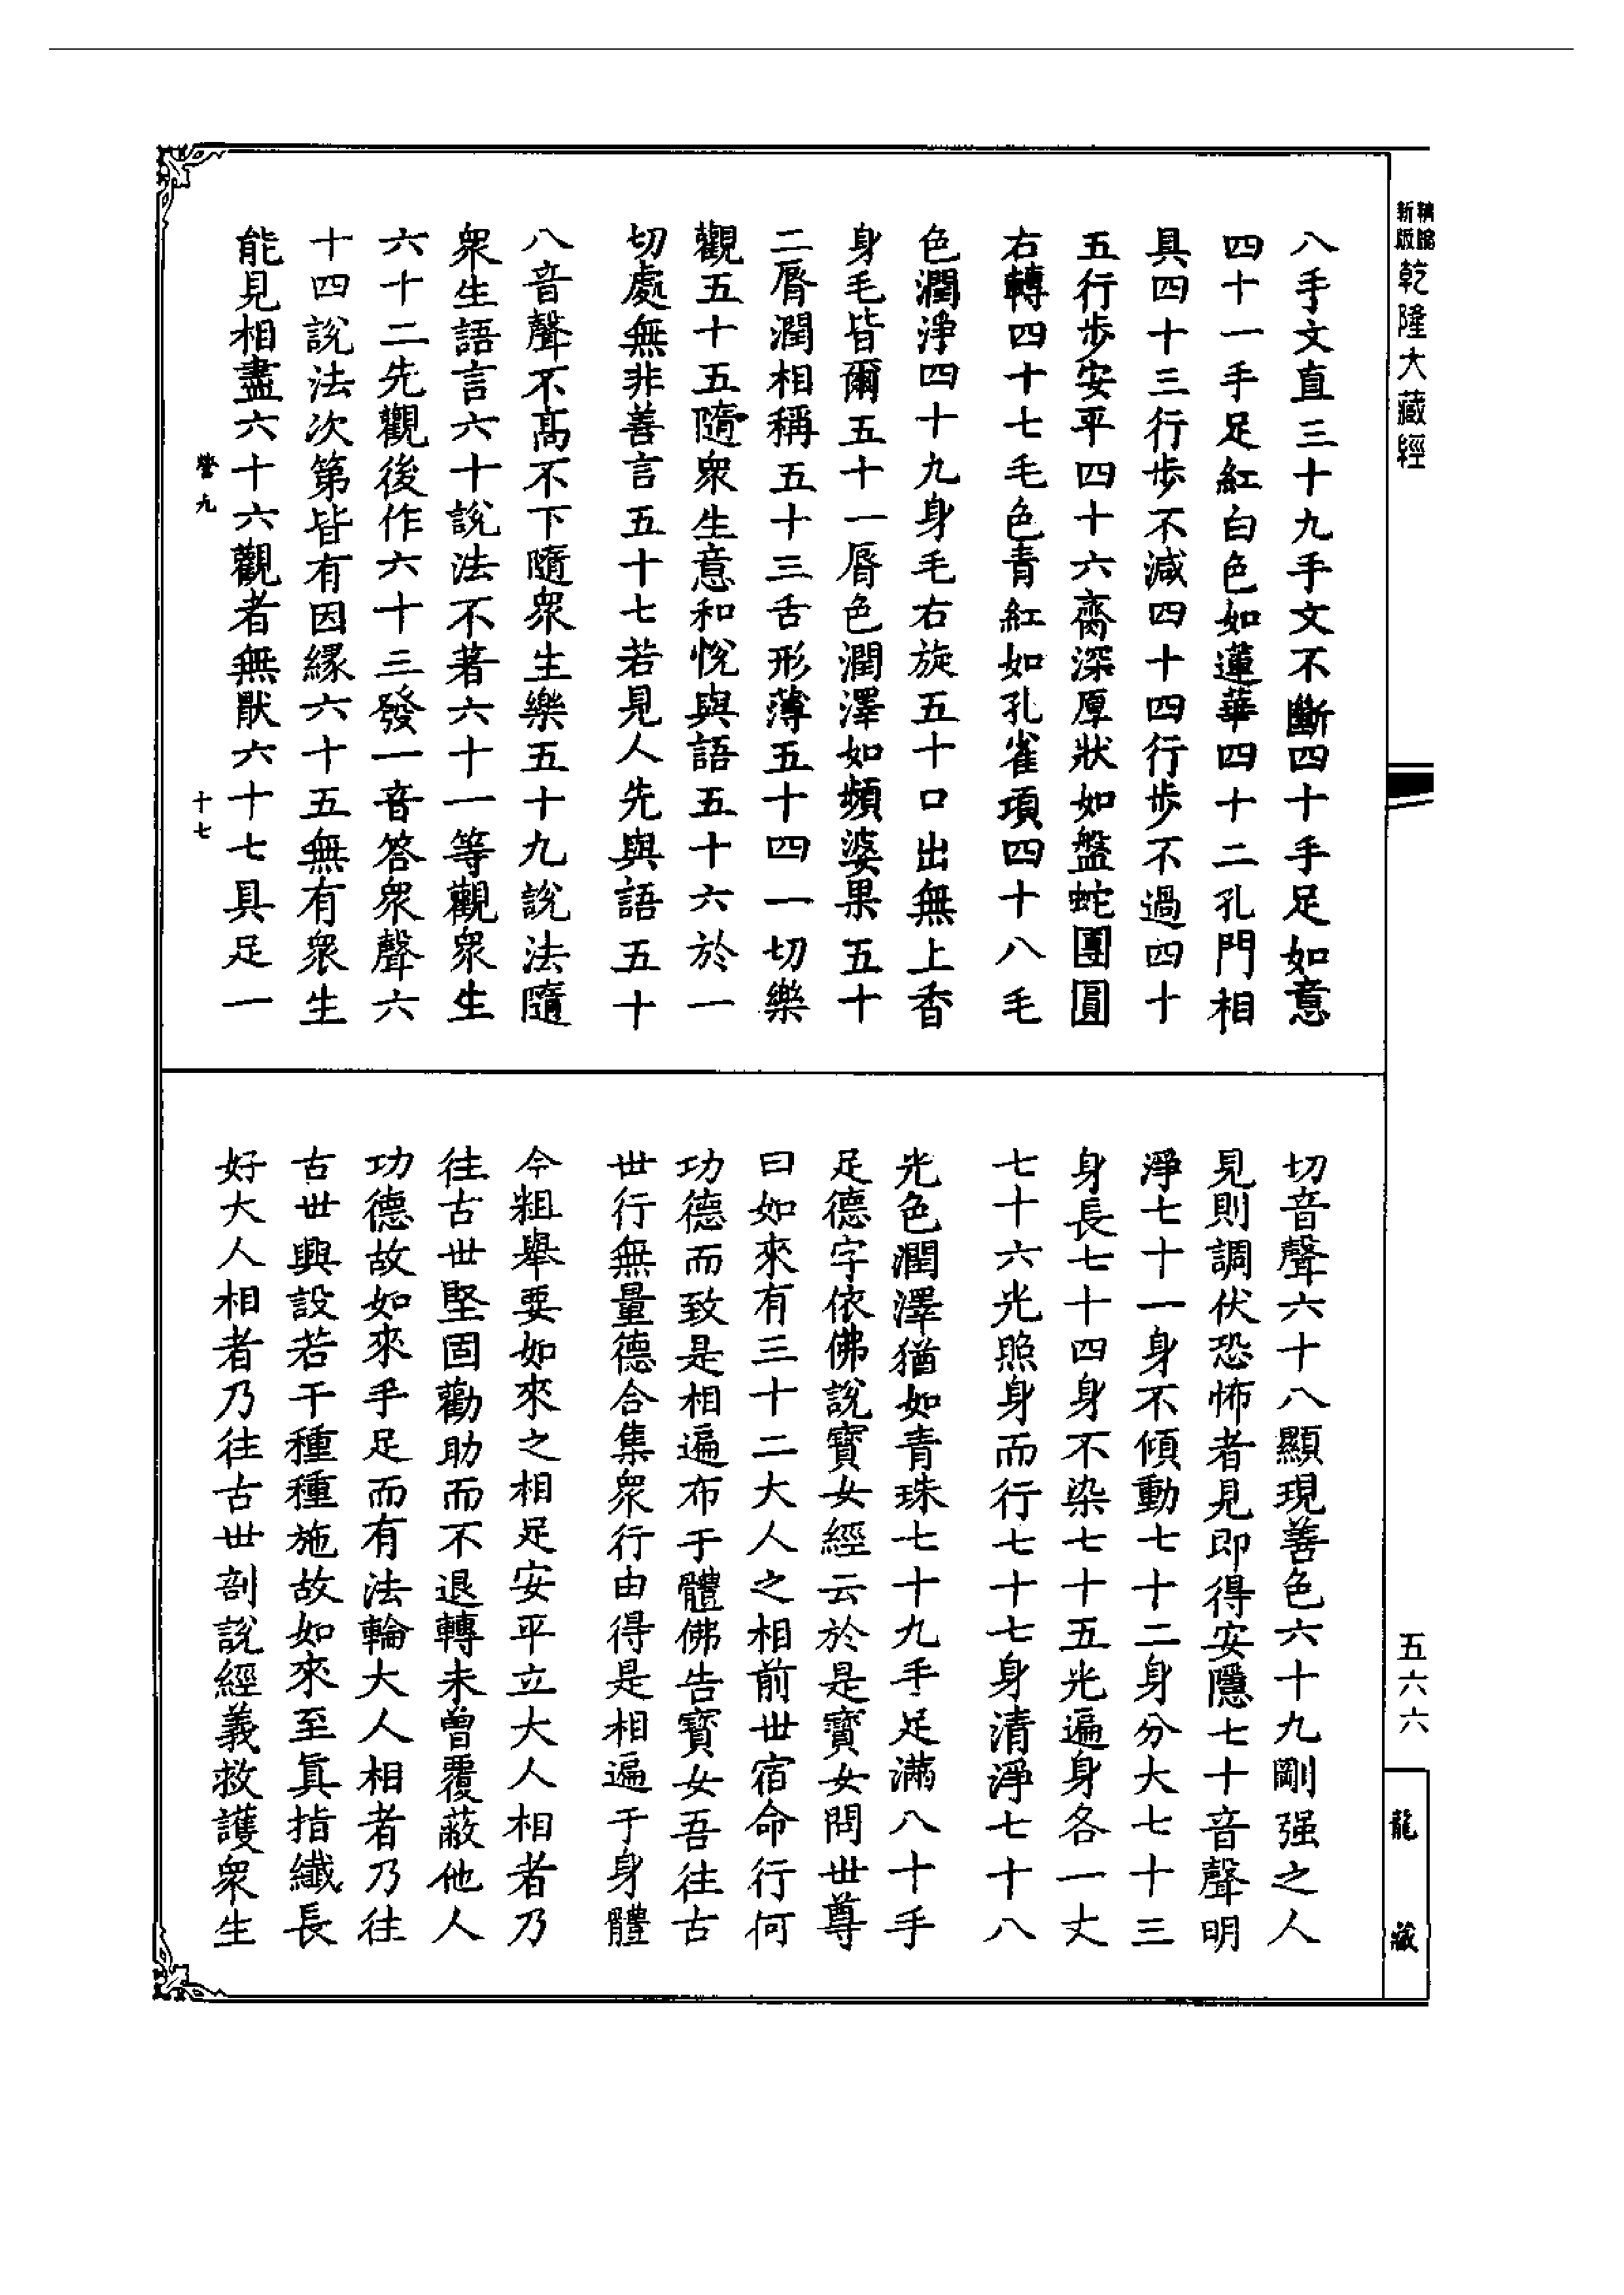 新版
乾隆大藏經
八手文直三十九手文不斷四十手足如意
四十一手足紅白色如蓮華四十二孔門相
具四十三行步不減四十四行步不過四十
五行步安平四十六齋深厚狀如盤蛇團圓
右轉四十七毛色青紅如孔雀項四十八毛
色潤淨四十九身毛右旋五十口出無上香
身毛皆爾五十一脣色潤澤如頻婆果五十
二脣潤相稱五十三舌形薄五十四一切樂
觀五十五隨衆生意和悅與語五十六於一
切處無非善言五十七若見人先與語五十
八音聲不高不下隨衆生樂五十九說法隨
衆生語言六十說法不著六十一等觀衆生
六十二先觀後作六十三發一音答衆聲六
十四說法次第皆有因緣六十五無有衆生
能見相盡六十六觀者無猒六十七具足一
營九
十七
切音聲六十八顯現善色六十九剛强之人
見則調伏恐怖者見即得安隱七十音聲明
淨七十一身不傾動七十二身分大七十三
身長七十四身不染七十五光遍身各一丈
七十六光照身而行七十七身清淨七十八
光色潤澤猶如青珠七十九手足滿八十手
足德字依佛說寶女經云於是寶女問世尊
曰如來有三十二大人之相前世宿命行何
功德而致是相遍布于體佛告寶女吾往古
世行無量德合集衆行由得是相遍于身體
今粗舉要如來之相足安平立大人相者乃
往古世堅固勸助而不退轉未曾覆蔽他人
功德故如來手足而有法輪大人相者乃往
古世興設若干種種施故如來至眞指纖長
好大人相者乃往古世剖說經義救護衆生
五六六
龍藏